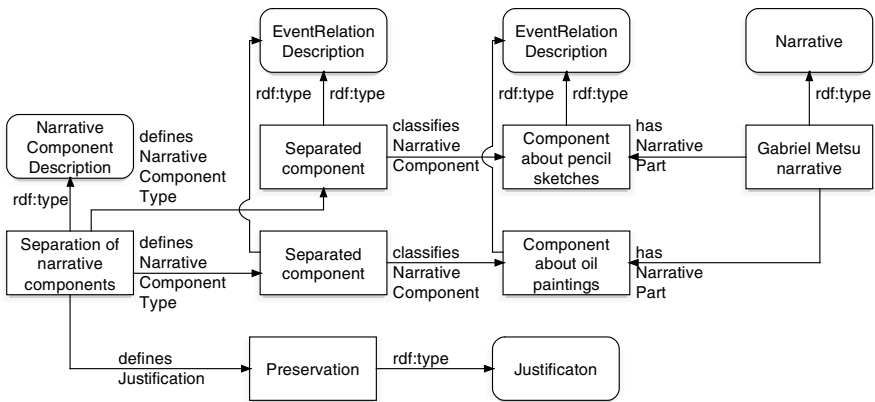 EventRelation
Description
EventRelation
Description
Narrative
rdf:type
rdf:type
rdf:type
rdf:type
rdf:type
Narrative
Component
Description
defines
Narrative
Component
Type
Separated
component
classifies
Narrative
Component
Component
about pencil
sketches
has
Narrative
Part
Gabriel Metsu
narrative
rdf:type
Separation of
narrative
components
defines
Narrative
Component
Type
Separated
component
classifies
Narrative
Component
Component
about oil
paintings
has
Narrative
Part
defines
Justification
Preservation
rdf:type
Justificaton